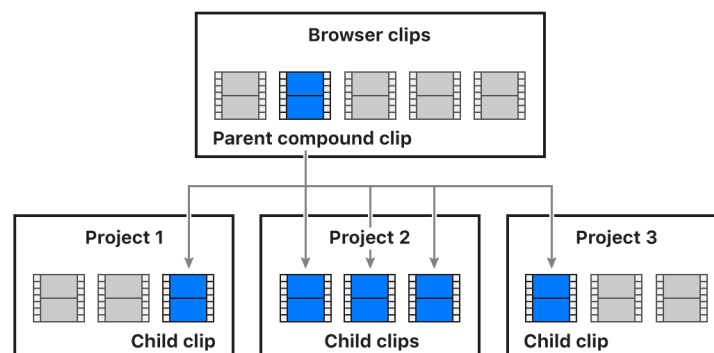 Browser clips
Parent compound clip
Project 1
Project 2
Project 3
Child clip
Child clips
Child clip